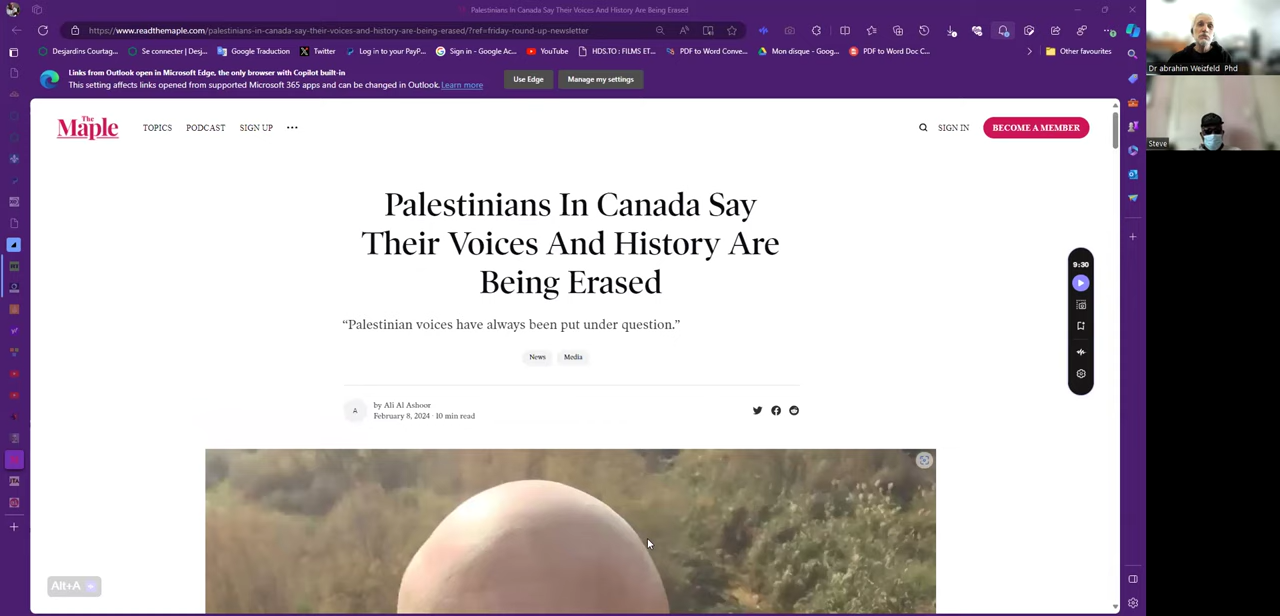 Palestinians In Canada Say Their Voices And History Are Being Erased
https://www.readthemaple.com/palestinians-in-canada-say-their-voices-and-history-are-being-erased/?ref=friday-round-up-newsletter
Desjardins Courtag...
Se connecter | Desj...
Google Traduction
Twitter
Log in to your PayP...
Sign in - Google Ac...
YouTube
HDS.TO: FILMS ET...
PDF to Word Conve...
Mon disque - Goog...
PDF to Word Doc C...
Other favourites
Links from Outlook open in Microsoft Edge, the only browser with Copilot built-in
This setting affects links opened from supported Microsoft 365 apps and can be changed in Outlook. Learn more
Use Edge
Manage my settings
Dr abrahim Weizfeld Phd
Steve
The
Maple
TOPICS
PODCAST
SIGN UP
SIGN IN
BECOME A MEMBER
Palestinians In Canada Say
Their Voices And History Are
Being Erased
“Palestinian voices have always been put under question.”
News
Media
A
by Ali Al Ashoor
February 8, 2024 · 10 min read
9:30
Alt+A